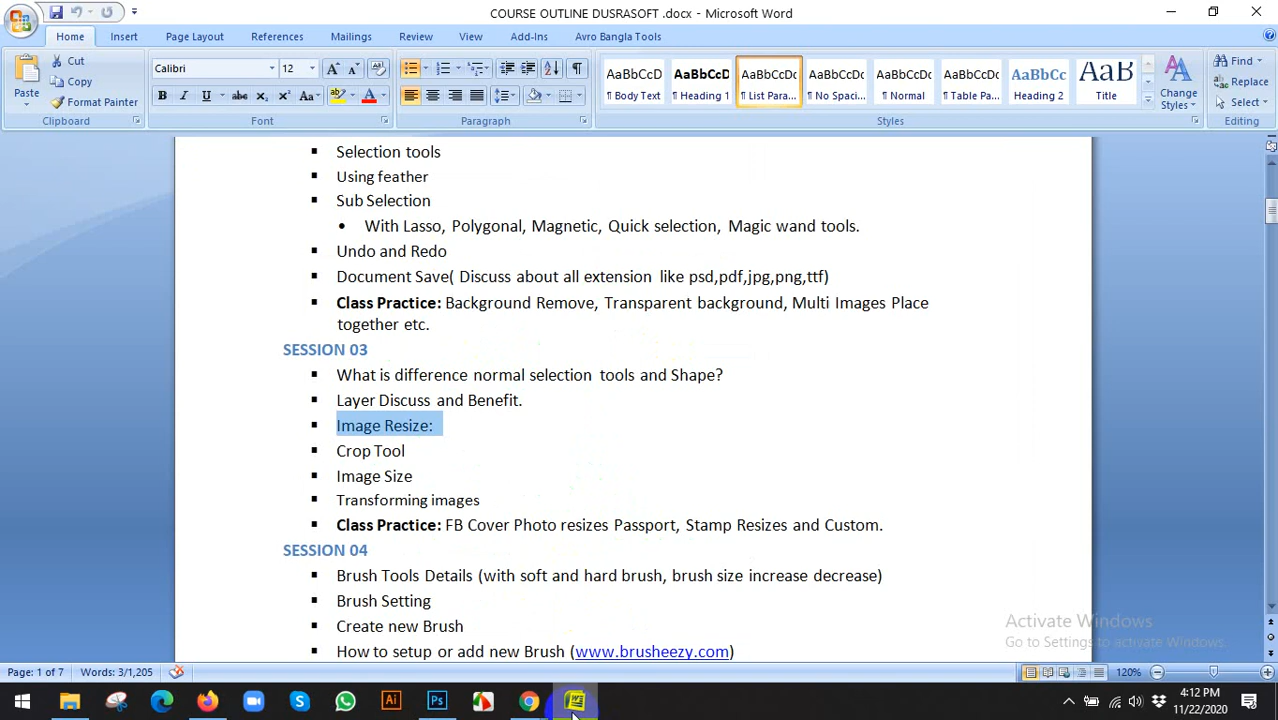 COURSE OUTLINE DUSRASOFT .docx - Microsoft Word
Home Insert Page Layout References Mailings Review View Add-Ins Avro Bangla Tools
Paste
Cut
Copy
Format Painter
Clipboard
Calibri 12
Font
Paragraph
AaBbCcD AaBbCcD AaBbCcDc AaBbCcDc AaBbCcDc AaBbCcDc AaBbCc AaB
¶ Body Text ¶ Heading 1 ¶ List Para... ¶ No Spaci... ¶ Normal ¶ Table Pa... Heading 2 Title
Change Styles
Styles
Find
Replace
Select
Editing
Selection tools
Using feather
Sub Selection
With Lasso, Polygonal, Magnetic, Quick selection, Magic wand tools.
Undo and Redo
Document Save( Discuss about all extension like psd,pdf,jpg,png,ttf)
Class Practice: Background Remove, Transparent background, Multi Images Place
together etc.
SESSION 03
What is difference normal selection tools and Shape?
Layer Discuss and Benefit.
Image Resize:
Crop Tool
Image Size
Transforming images
Class Practice: FB Cover Photo resizes Passport, Stamp Resizes and Custom.
SESSION 04
Brush Tools Details (with soft and hard brush, brush size increase decrease)
Brush Setting
Create new Brush
How to setup or add new Brush (www.brusheezy.com)
Activate Windows
Go to Settings to activate Windows.
Page: 1 of 7 Words: 3/1,205 120%
Ai Ps
4:12 PM
11/22/2020